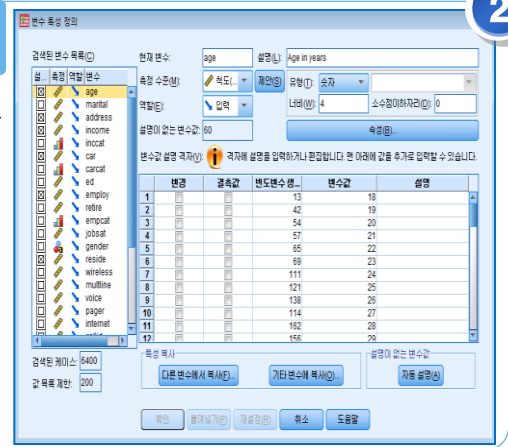 2
변수 특성 정의
검색된 변수 목록(C)
현재 변수: age 설명(L): Age in years
설... 측정 역할 변수
측정 수준(M): 척도(... 제안(S) 유형(T): 숫자
역할(E): 입력 너비(W): 4 소수점이하자리(D): 0
설명이 없는 변수값: 60 속성(B)...
변수값 설명 격자(V): 격자에 설명을 입력하거나 편집합니다. 맨 아래에 값을 추가로 입력할 수 있습니다.
age
marital
address
income
inccat
car
carcat
ed
employ
retire
empcat
jobsat
gender
reside
wireless
multline
voice
pager
internet
변경 결측값 빈도변수 생... 변수값 설명
1 13 18
2 42 19
3 54 20
4 57 21
5 65 22
6 69 23
7 111 24
8 121 25
9 138 26
10 114 27
11 162 28
12 156 29
검색된 케이스: 6400
값 목록 제한: 200
특성 복사
다른 변수에서 복사(F)... 기타 변수에 복사(O)...
설명이 없는 변수값
자동 설명(A)
확인 붙여넣기(P) 재설정(R) 취소 도움말